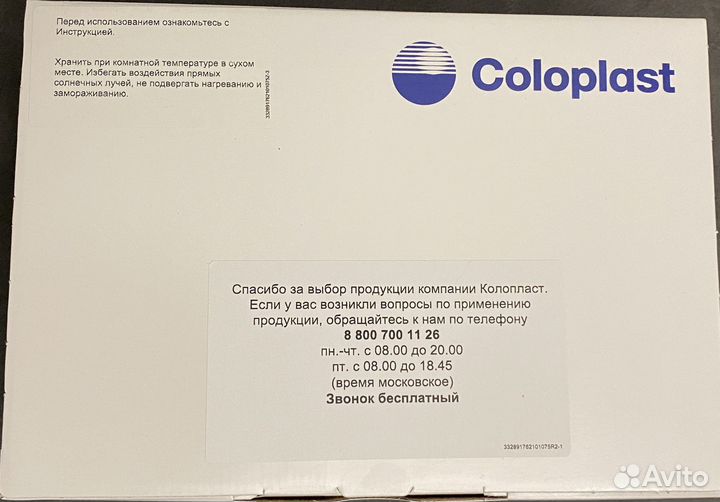 Перед использованием ознакомьтесь с
Инструкцией.
Хранить при комнатной температуре в сухом
месте. Избегать воздействия прямых
солнечных лучей, не подвергать нагреванию и
замораживанию.
Coloplast
Спасибо за выбор продукции компании Колопласт.
Если у вас возникли вопросы по применению
продукции, обращайтесь к нам по телефону
8 800 700 11 26
пн.-чт. с 08.00 до 20.00
пт. с 08.00 до 18.45
(время московское)
Звонок бесплатный
332891762101075R2-1
Avito